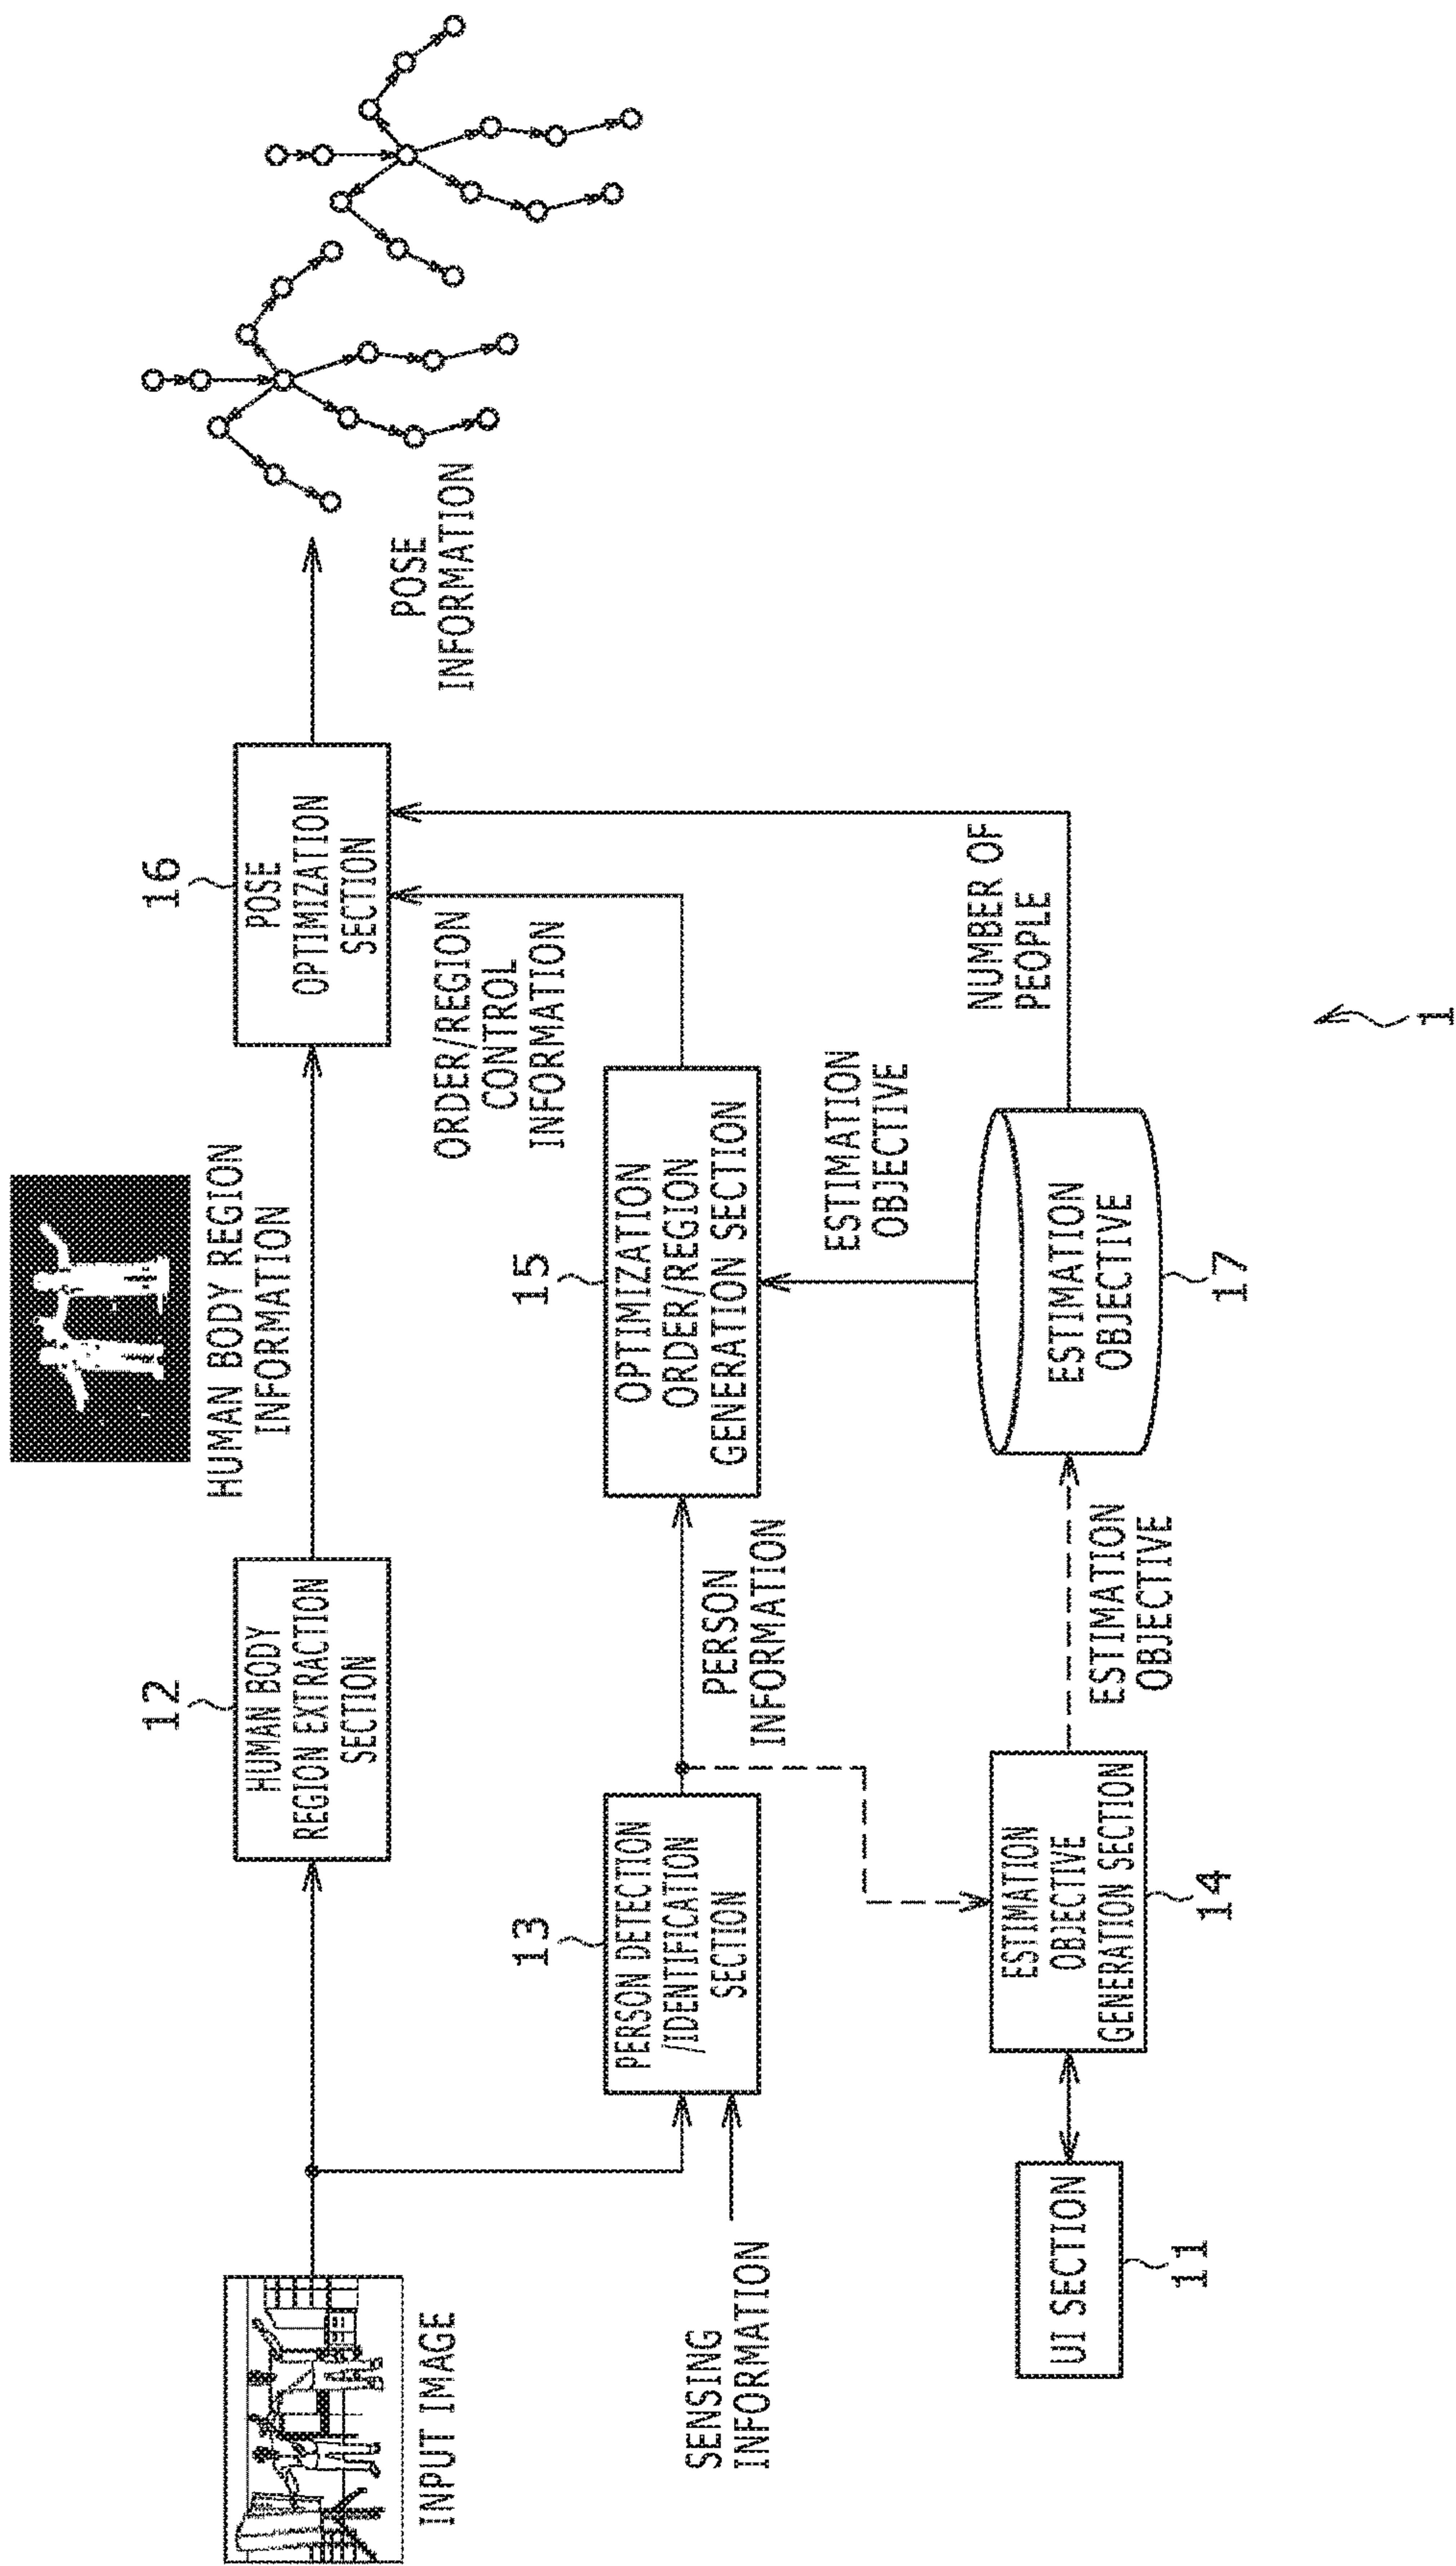 INPUT IMAGE
SENSING
INFORMATION
UI SECTION
11
12
HUMAN BODY
REGION EXTRACTION
SECTION
13
PERSON DETECTION
/IDENTIFICATION
SECTION
ESTIMATION
OBJECTIVE
GENERATION SECTION
14
HUMAN BODY REGION
INFORMATION
PERSON
INFORMATION
ESTIMATION
OBJECTIVE
15
OPTIMIZATION
ORDER/REGION
GENERATION SECTION
ESTIMATION
OBJECTIVE
ESTIMATION
OBJECTIVE
17
ORDER/REGION
CONTROL
INFORMATION
NUMBER OF
PEOPLE
16
POSE
OPTIMIZATION
SECTION
POSE
INFORMATION
1